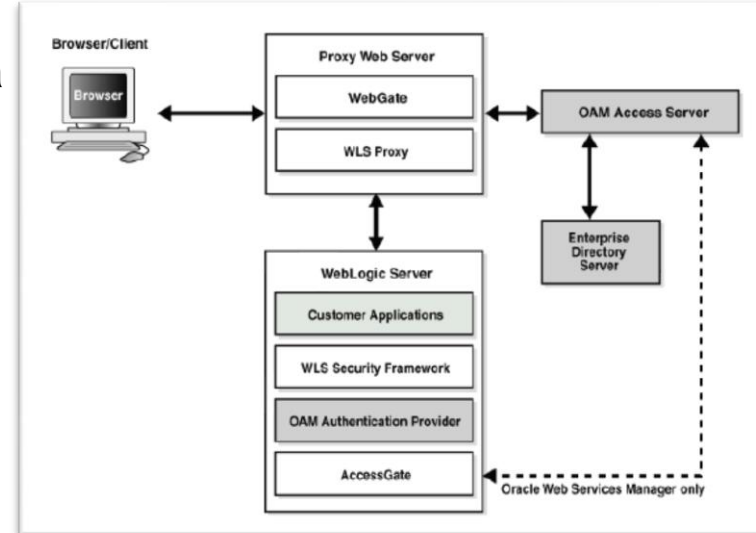 Browser/Client
Browser
Proxy Web Server
WebGate
WLS Proxy
OAM Access Server
Enterprise
Directory
Server
WebLogic Server
Customer Applications
WLS Security Framework
OAM Authentication Provider
AccessGate
Oracle Web Services Manager only